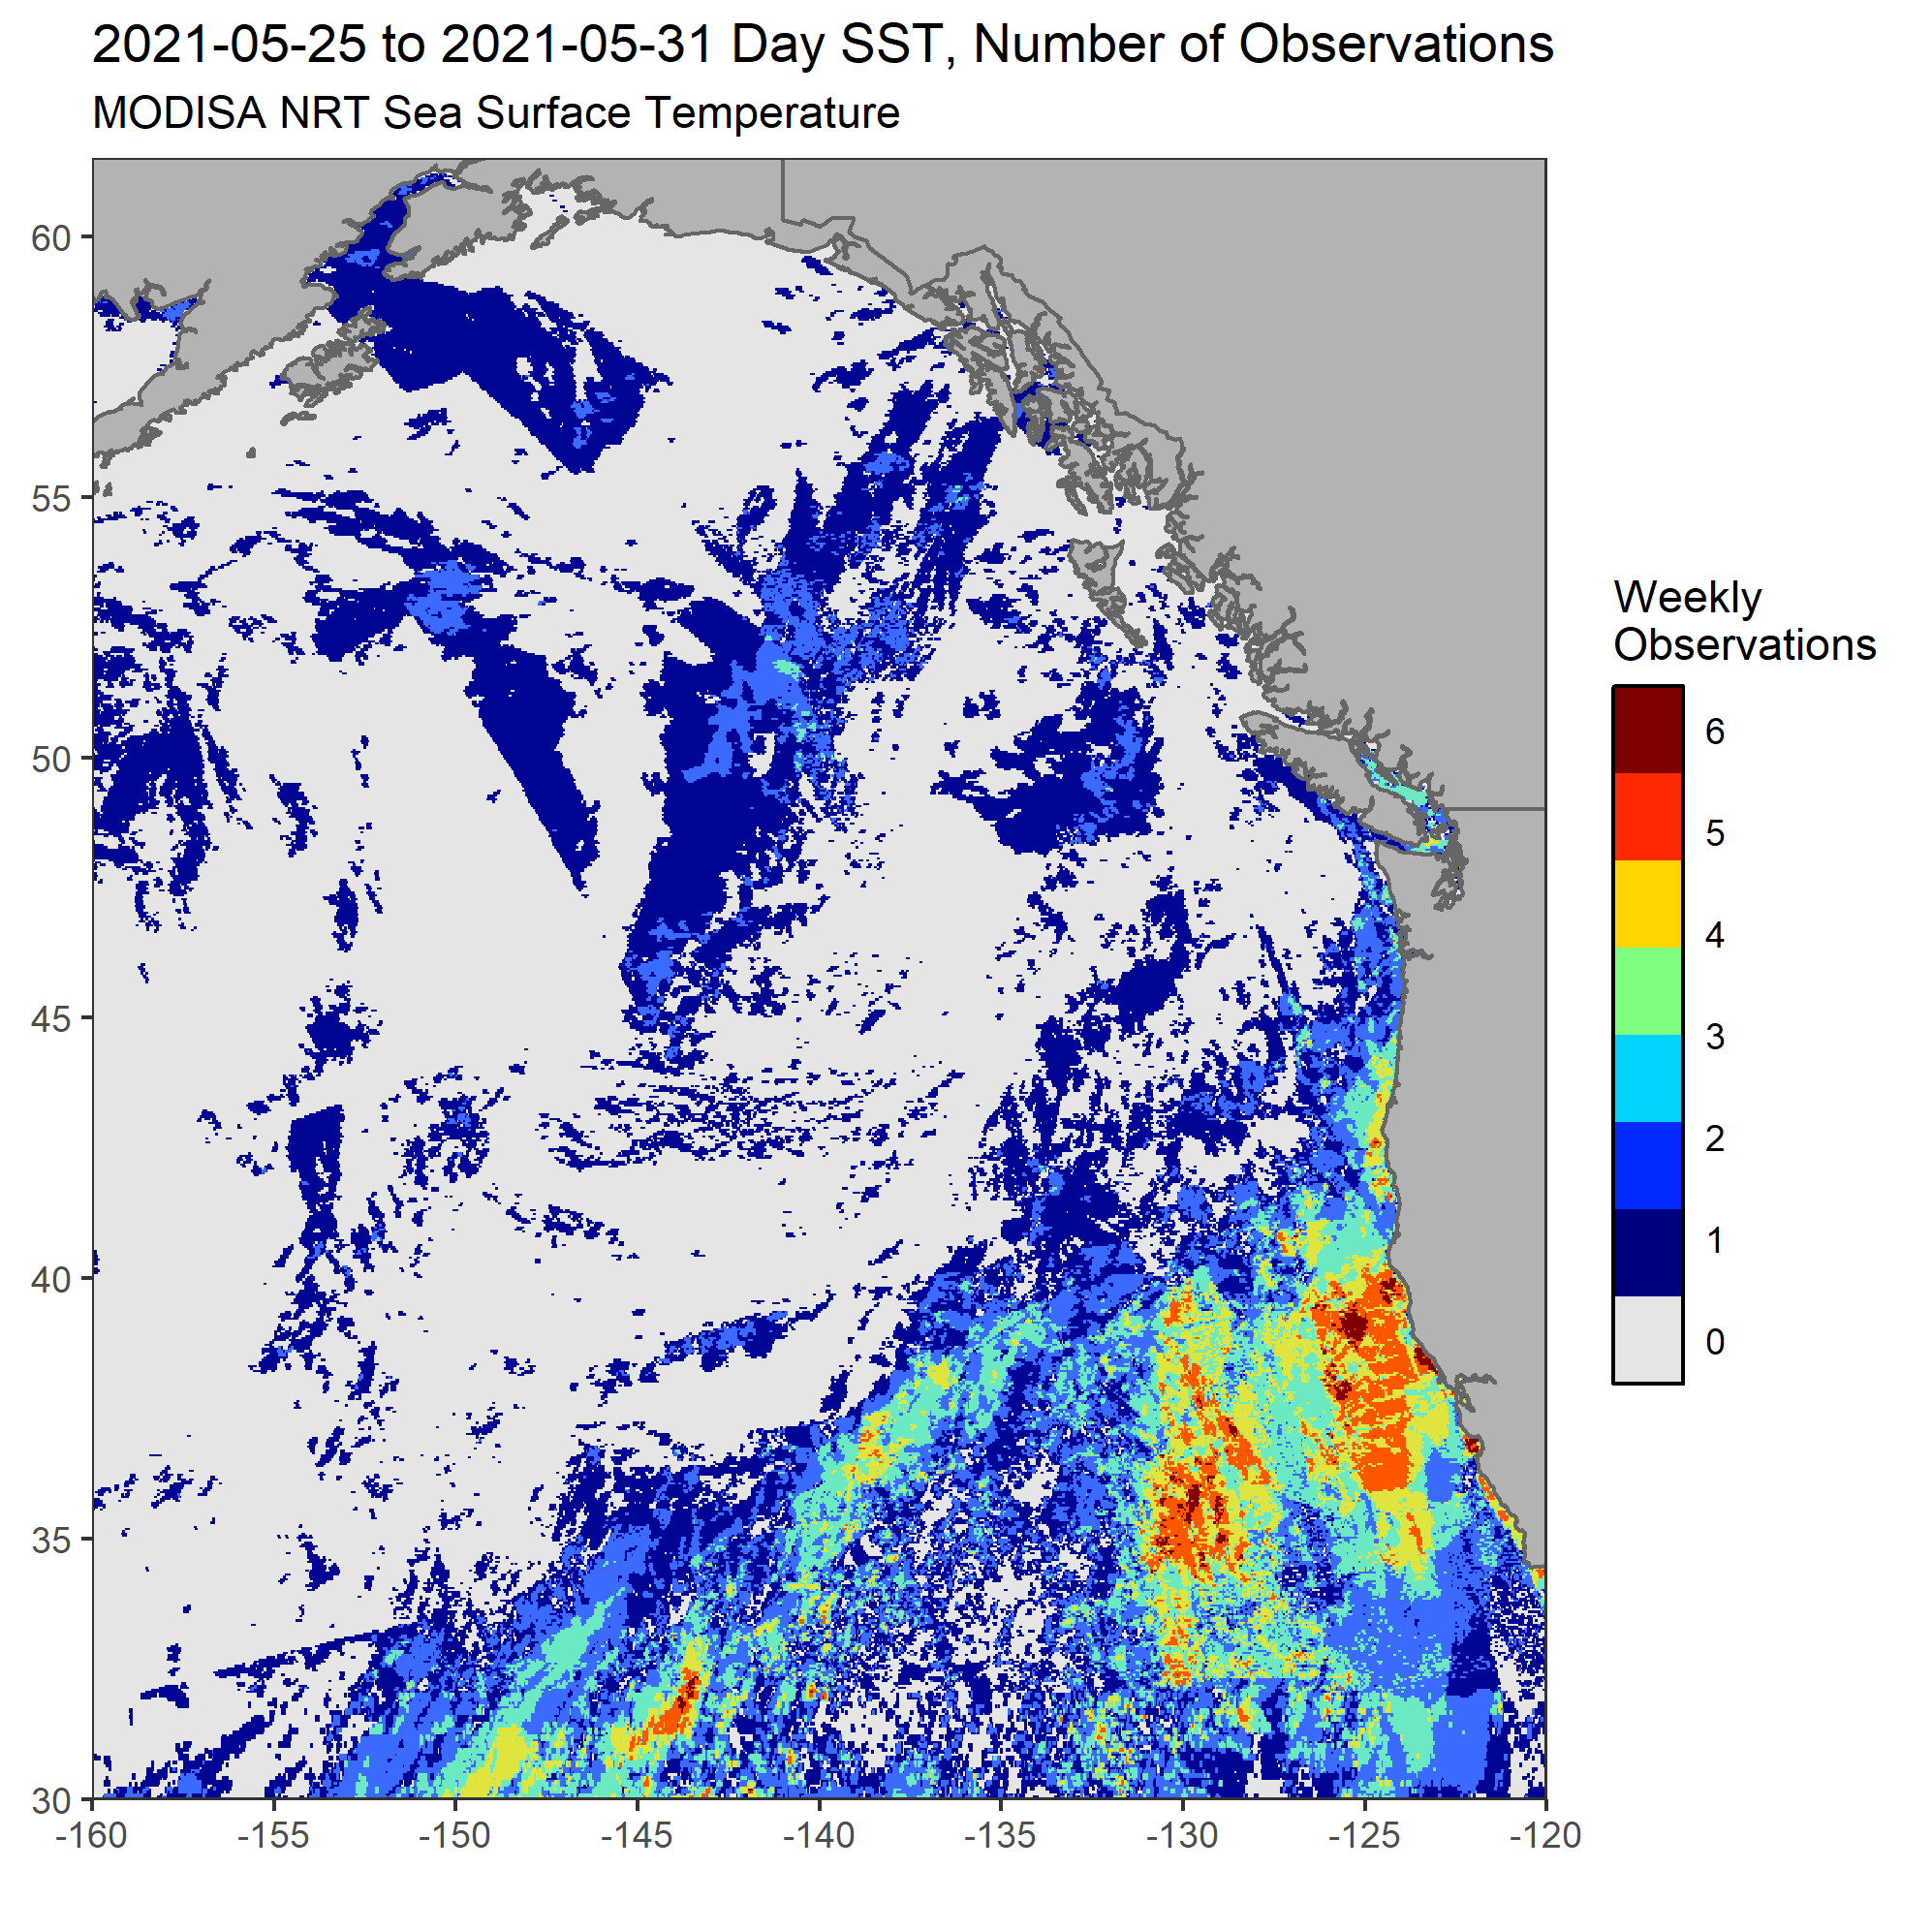 2021-05-25 to 2021-05-31 Day SST, Number of Observations
MODISA NRT Sea Surface Temperature
60
55
50
45
40
35
30
-160 -155 -150 -145 -140 -135 -130 -125 -120
Weekly
Observations
6
5
4
3
2
1
0